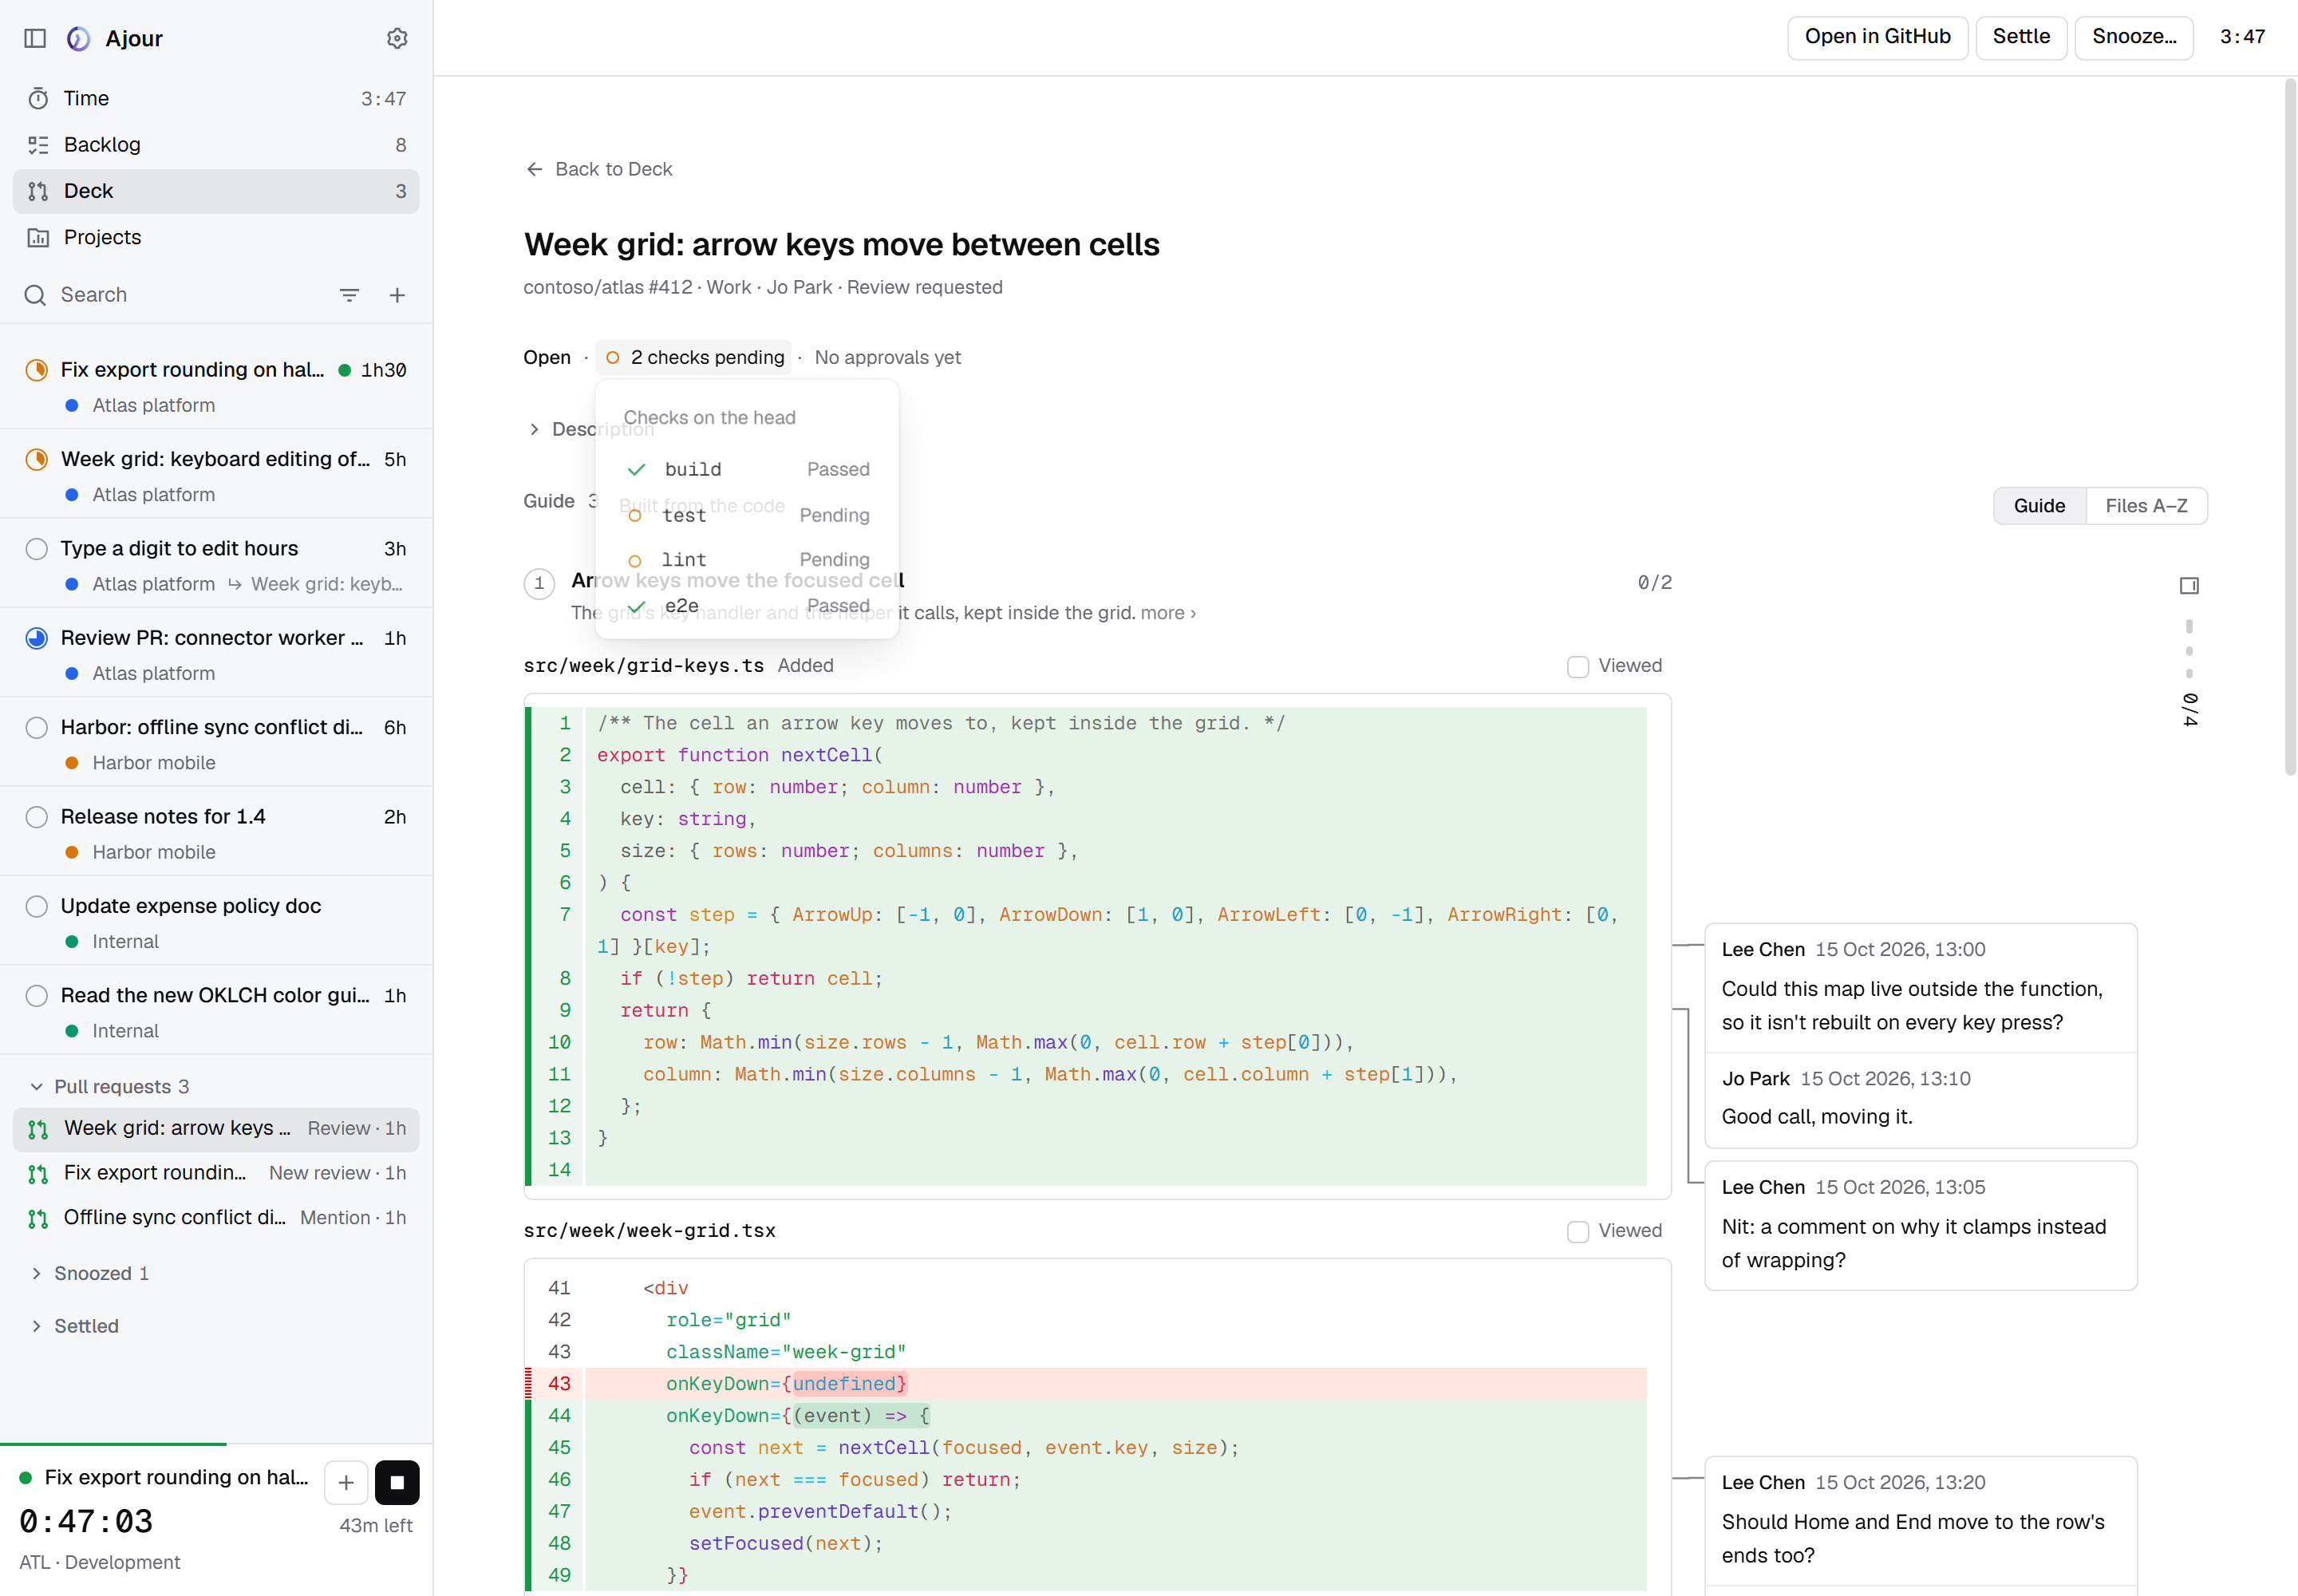 Ajour
Time 3:47
Backlog 8
Deck 3
Projects
Search
Fix export rounding on hal... 1h30
Atlas platform
Week grid: keyboard editing of... 5h
Atlas platform
Type a digit to edit hours 3h
Atlas platform ↳ Week grid: keyb...
Review PR: connector worker ... 1h
Atlas platform
Harbor: offline sync conflict di... 6h
Harbor mobile
Release notes for 1.4 2h
Harbor mobile
Update expense policy doc
Internal
Read the new OKLCH color gui... 1h
Internal
Pull requests 3
Week grid: arrow keys ... Review · 1h
Fix export roundin... New review · 1h
Offline sync conflict di... Mention · 1h
Snoozed 1
Settled
Fix export rounding on hal...
0:47:03 43m left
ATL · Development
Open in GitHub Settle Snooze... 3:47
← Back to Deck
Week grid: arrow keys move between cells
contoso/atlas #412 · Work · Jo Park · Review requested
Open · 2 checks pending · No approvals yet
Checks on the head
Description
build Passed
Guide 3 Built from the code
test Pending
lint Pending
e2e Passed
Guide Files A–Z
1 Arrow keys move the focused cell 0/2
The grid's key handler and the helper it calls, kept inside the grid. more ›
0/4
src/week/grid-keys.ts Added Viewed
1 /** The cell an arrow key moves to, kept inside the grid. */
2 export function nextCell(
3 cell: { row: number; column: number },
4 key: string,
5 size: { rows: number; columns: number },
6 ) {
7 const step = { ArrowUp: [-1, 0], ArrowDown: [1, 0], ArrowLeft: [0, -1], ArrowRight: [0,
1] }[key];
8 if (!step) return cell;
9 return {
10 row: Math.min(size.rows - 1, Math.max(0, cell.row + step[0])),
11 column: Math.min(size.columns - 1, Math.max(0, cell.column + step[1])),
12 };
13 }
14
Lee Chen 15 Oct 2026, 13:00
Could this map live outside the function,
so it isn't rebuilt on every key press?
Jo Park 15 Oct 2026, 13:10
Good call, moving it.
Lee Chen 15 Oct 2026, 13:05
Nit: a comment on why it clamps instead
of wrapping?
src/week/week-grid.tsx Viewed
41 <div
42 role="grid"
43 className="week-grid"
43 onKeyDown={undefined}
44 onKeyDown={(event) => {
45 const next = nextCell(focused, event.key, size);
46 if (next === focused) return;
47 event.preventDefault();
48 setFocused(next);
49 }}
Lee Chen 15 Oct 2026, 13:20
Should Home and End move to the row's
ends too?